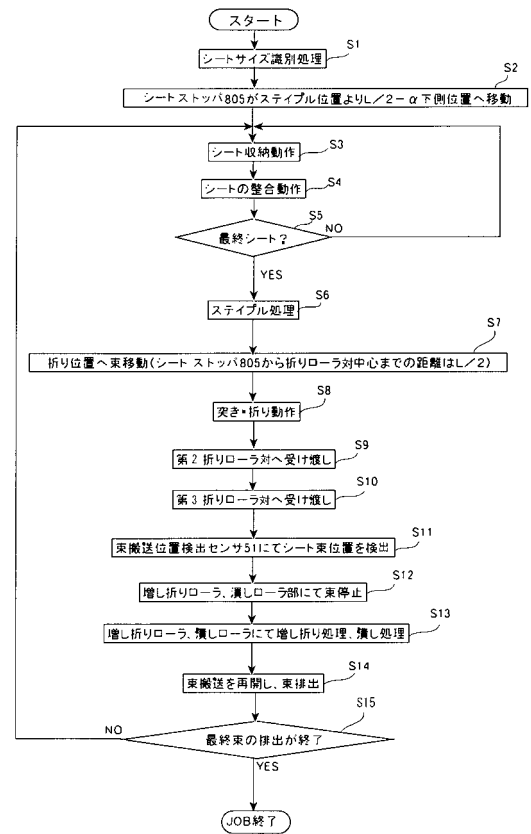 スタート
S1
シートサイズ識別処理
S2
シートストッパ805がステイプル位置よりL／2－α下側位置へ移動
S3
シート収納動作
S4
シートの整合動作
S5
最終シート？
NO
YES
S6
ステイプル処理
S7
折り位置へ束移動（シートストッパ805から折りローラ対中心までの距離はL／2）
S8
突き・折り動作
S9
第2折りローラ対へ受け渡し
S10
第3折りローラ対へ受け渡し
S11
束搬送位置検出センサ51にてシート束位置を検出
S12
増し折りローラ、潰しローラ部にて束停止
S13
増し折りローラ、潰しローラにて増し折り処理、潰し処理
S14
束搬送を再開し、束排出
S15
NO
最終束の排出が終了
YES
JOB終了